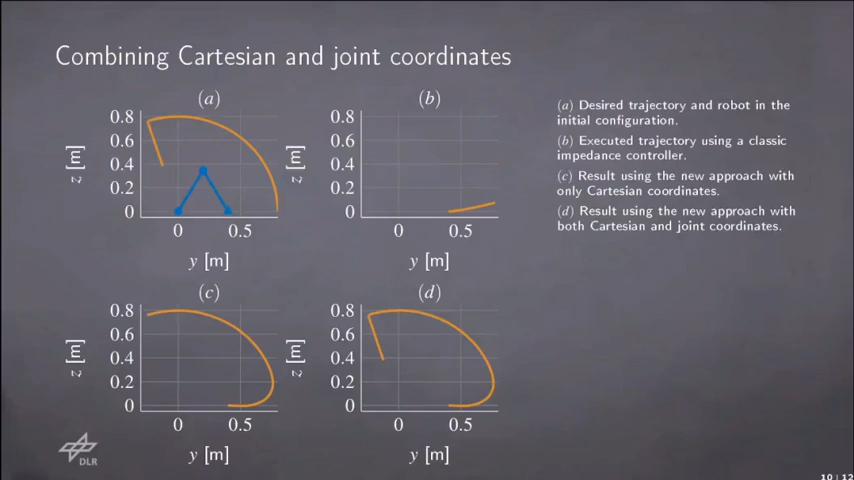 Combining Cartesian and joint coordinates
(a)
0.8
0.6
0.4
0.2
0
z [m]
0
0.5
y [m]
(b)
0.8
0.6
0.4
0.2
0
z [m]
0
0.5
y [m]
(a) Desired trajectory and robot in the
initial configuration.
(b) Executed trajectory using a classic
impedance controller.
(c) Result using the new approach with
only Cartesian coordinates.
(d) Result using the new approach with
both Cartesian and joint coordinates.
(c)
0.8
0.6
0.4
0.2
0
z [m]
0
0.5
y [m]
(d)
0.8
0.6
0.4
0.2
0
z [m]
0
0.5
y [m]
DLR
10 | 12